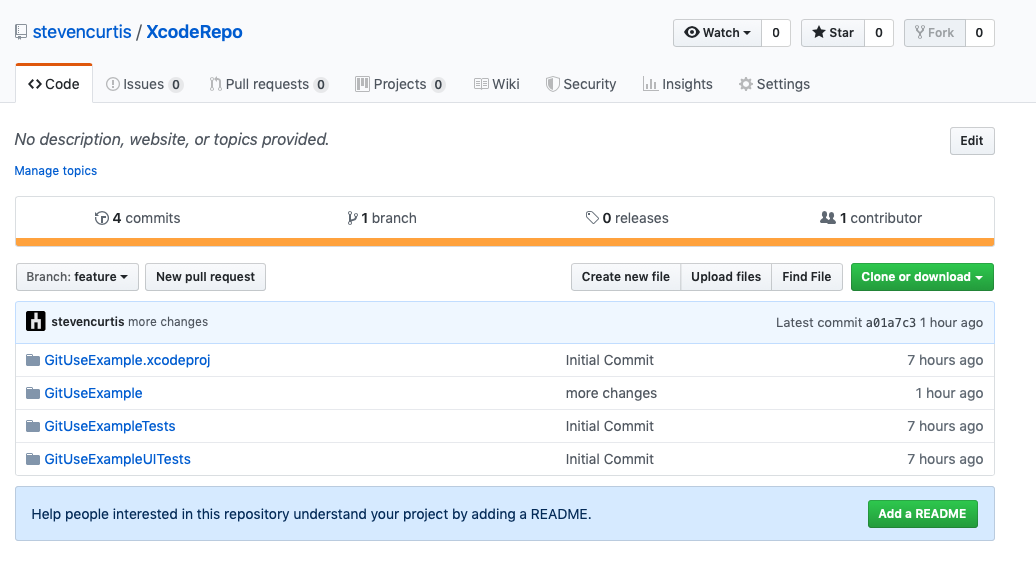 stevencurtis / XcodeRepo
Watch 0 Star 0 Fork 0
Code Issues 0 Pull requests 0 Projects 0 Wiki Security Insights Settings
No description, website, or topics provided.
Edit
Manage topics
4 commits 1 branch 0 releases 1 contributor
Branch: feature New pull request Create new file Upload files Find File Clone or download
stevencurtis more changes Latest commit a01a7c3 1 hour ago
GitUseExample.xcodeproj Initial Commit 7 hours ago
GitUseExample more changes 1 hour ago
GitUseExampleTests Initial Commit 7 hours ago
GitUseExampleUITests Initial Commit 7 hours ago
Help people interested in this repository understand your project by adding a README. Add a README